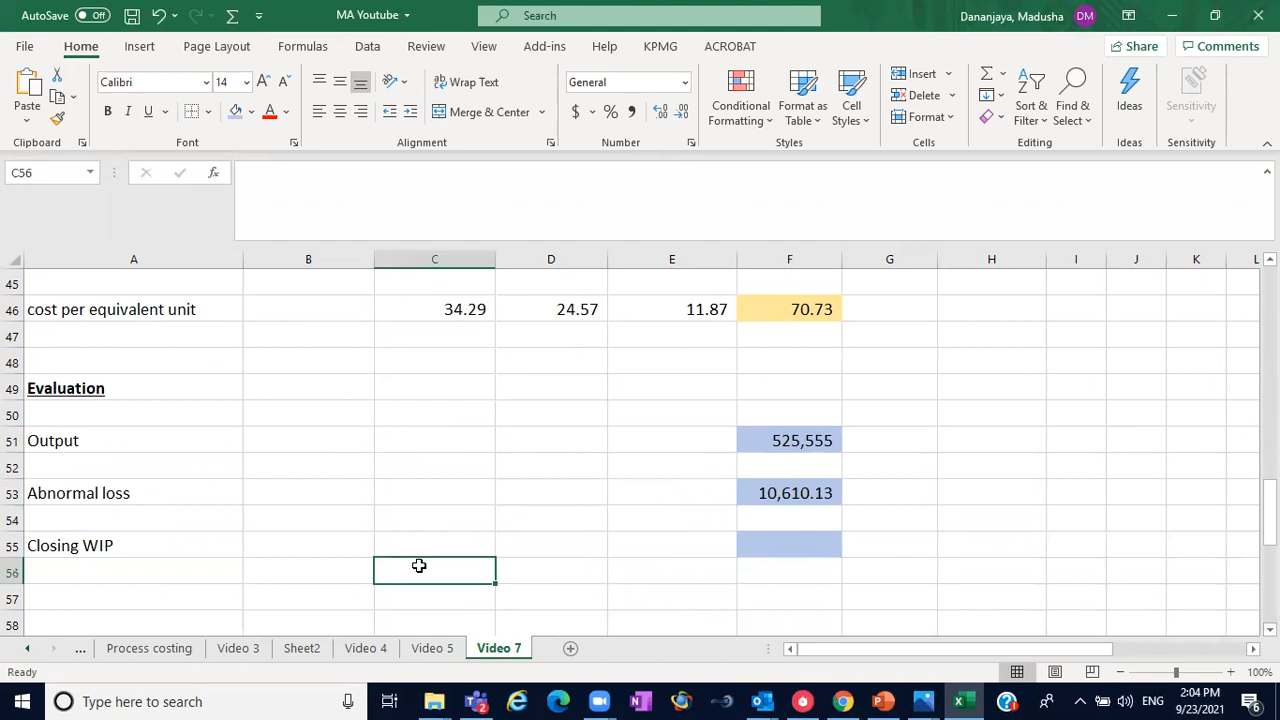 AutoSave Off MA Youtube Search Dananjaya, Madusha DM
File Home Insert Page Layout Formulas Data Review View Add-ins Help KPMG ACROBAT Share Comments
Paste Calibri 14 Wrap Text General Conditional Formatting Format as Table Cell Styles Insert Sort & Filter Find & Select Ideas Sensitivity
B I U Merge & Center $ % Delete
Format
Clipboard Font Alignment Number Styles Cells Editing Ideas Sensitivity
C56 fx
A B C D E F G H I J K L
45
46 cost per equivalent unit 34.29 24.57 11.87 70.73
47
48
49 Evaluation
50
51 Output 525,555
52
53 Abnormal loss 10,610.13
54
55 Closing WIP
56
57
58
... Process costing Video 3 Sheet2 Video 4 Video 5 Video 7
Ready 100%
Type here to search 2 ENG 2:04 PM
9/23/2021 6